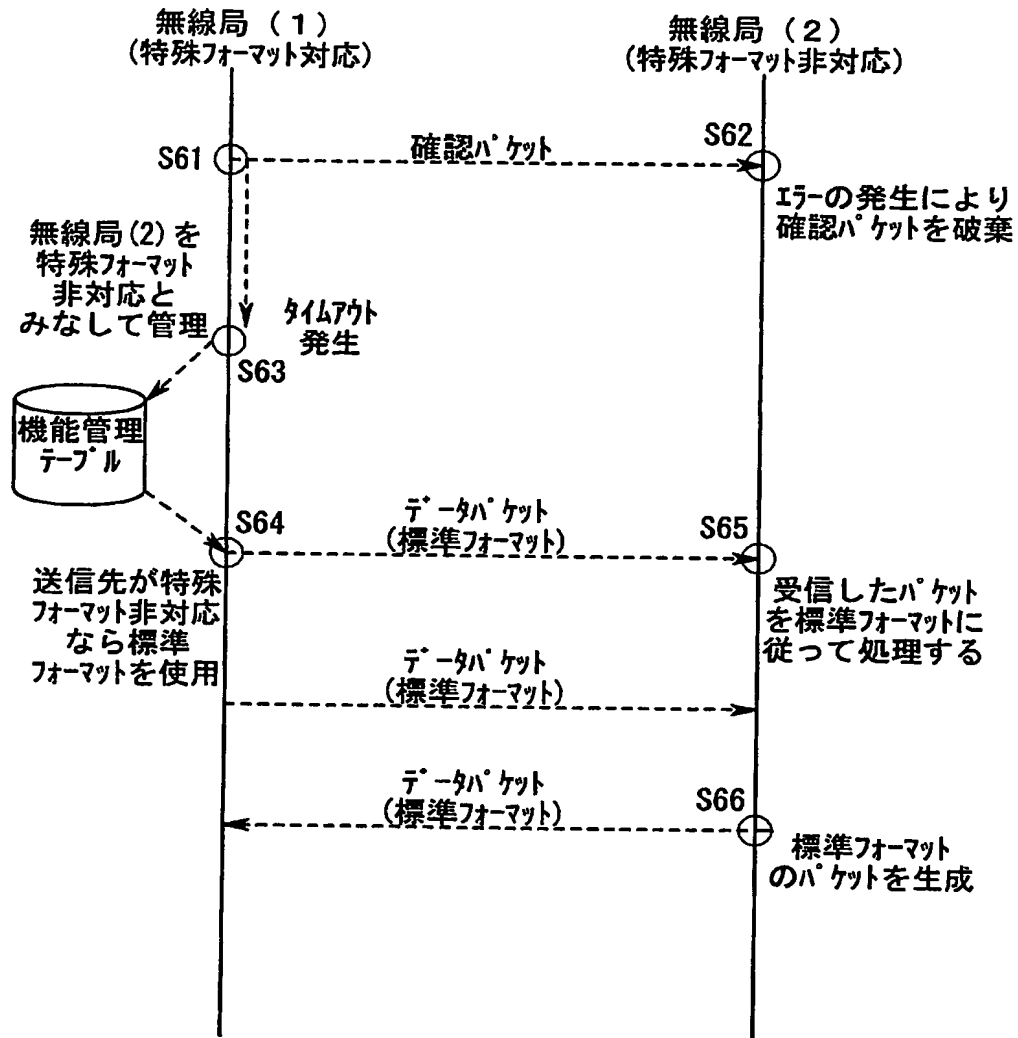 無線局（1）
(特殊ﾌｫｰﾏｯﾄ対応)
無線局（2）
(特殊ﾌｫｰﾏｯﾄ非対応)
S61
確認ﾊﾟｹｯﾄ
S62
ｴﾗｰの発生により
確認ﾊﾟｹｯﾄを破棄
無線局(2)を
特殊ﾌｫｰﾏｯﾄ
非対応と
みなして管理
ﾀｲﾑｱｳﾄ
発生
S63
機能管理
ﾃｰﾌﾞﾙ
S64
ﾃﾞｰﾀﾊﾟｹｯﾄ
(標準ﾌｫｰﾏｯﾄ)
S65
送信先が特殊
ﾌｫｰﾏｯﾄ非対応
なら標準
ﾌｫｰﾏｯﾄを使用
受信したﾊﾟｹｯﾄ
を標準ﾌｫｰﾏｯﾄに
従って処理する
ﾃﾞｰﾀﾊﾟｹｯﾄ
(標準ﾌｫｰﾏｯﾄ)
ﾃﾞｰﾀﾊﾟｹｯﾄ
(標準ﾌｫｰﾏｯﾄ)
S66
標準ﾌｫｰﾏｯﾄ
のﾊﾟｹｯﾄを生成